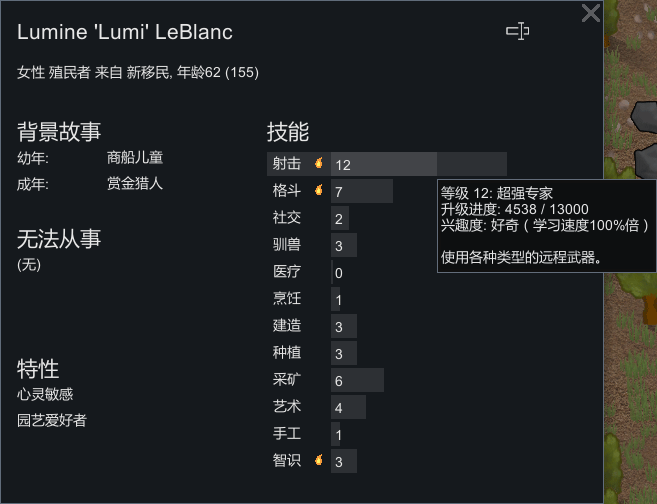 Lumine 'Lumi' LeBlanc
女性 殖民者 来自 新移民, 年龄62 (155)
背景故事
幼年: 商船儿童
成年: 赏金猎人
无法从事
(无)
特性
心灵敏感
园艺爱好者
技能
射击 12
格斗 7
社交 2
驯兽 3
医疗 0
烹饪 1
建造 3
种植 3
采矿 6
艺术 4
手工 1
智识 3
等级 12: 超强专家
升级进度: 4538 / 13000
兴趣度: 好奇 ( 学习速度100%倍 )
使用各种类型的远程武器。